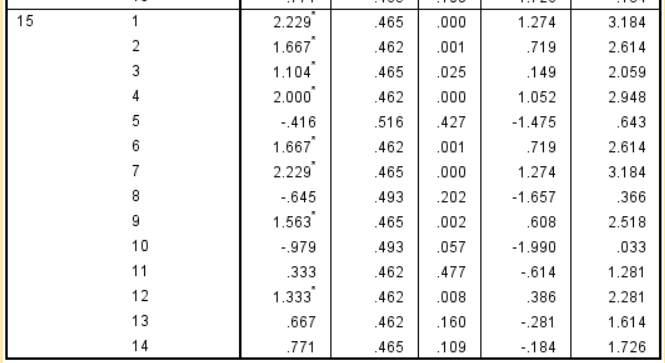 15 1 2.229* .465 .000 1.274 3.184
2 1.667* .462 .001 .719 2.614
3 1.104* .465 .025 .149 2.059
4 2.000* .462 .000 1.052 2.948
5 -.416 .516 .427 -1.475 .643
6 1.667* .462 .001 .719 2.614
7 2.229* .465 .000 1.274 3.184
8 -.645 .493 .202 -1.657 .366
9 1.563* .465 .002 .608 2.518
10 -.979 .493 .057 -1.990 .033
11 .333 .462 .477 -.614 1.281
12 1.333* .462 .008 .386 2.281
13 .667 .462 .160 -.281 1.614
14 .771 .465 .109 -.184 1.726